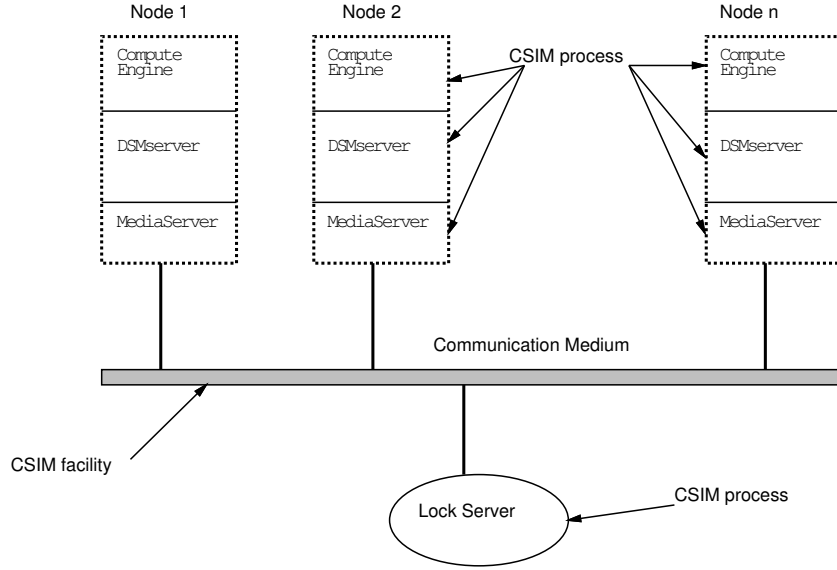 Node 1
Node 2
Node n
Compute
Engine
DSMserver
MediaServer
Compute
Engine
DSMserver
MediaServer
CSIM process
Compute
Engine
DSMserver
MediaServer
Communication Medium
CSIM facility
Lock Server
CSIM process